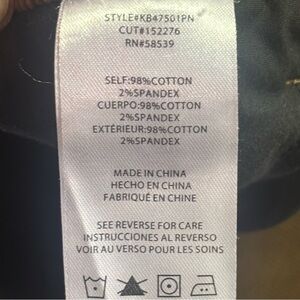 STYLE#KB47501PN
CUT#152276
RN#58539
SELF:98%COTTON
2%SPANDEX
CUERPO:98%COTTON
2%SPANDEX
EXTÉRIEUR:98%COTTON
2%SPANDEX
MADE IN CHINA
HECHO EN CHINA
FABRIQUÉ EN CHINE
SEE REVERSE FOR CARE
INSTRUCCIONES AL REVERSO
VOIR AU VERSO POUR LES SOINS